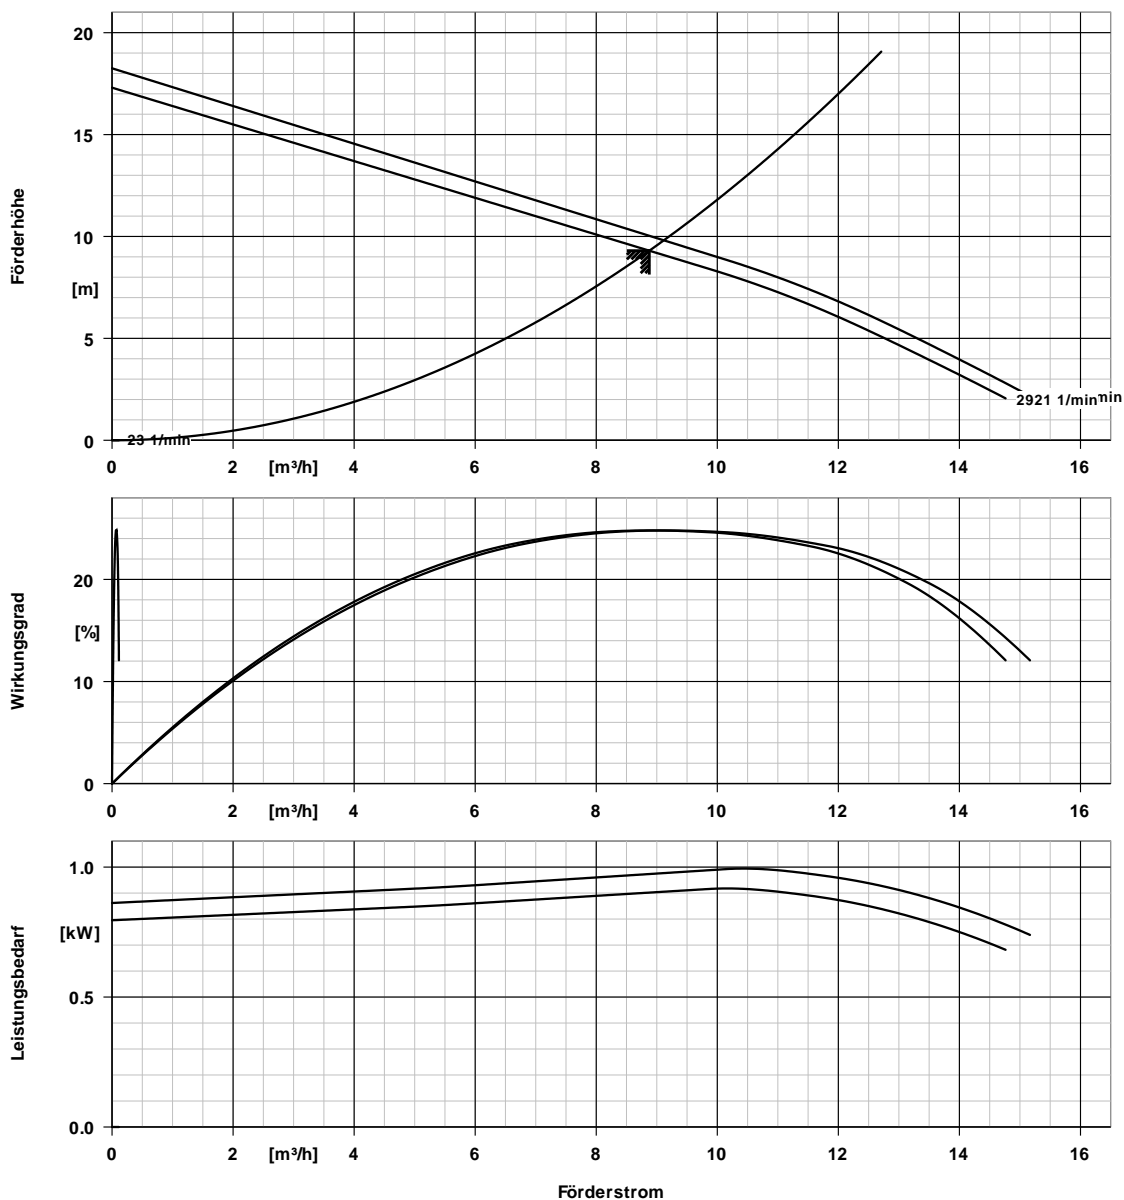 20
15
10
5
0
Förderhöhe
[m]
23 1/min
2921 1/min
min
0 2 [m³/h] 4 6 8 10 12 14 16
20
10
0
Wirkungsgrad
[%]
0 2 [m³/h] 4 6 8 10 12 14 16
1.0
0.5
0.0
Leistungsbedarf
[kW]
0 2 [m³/h] 4 6 8 10 12 14 16
Förderstrom